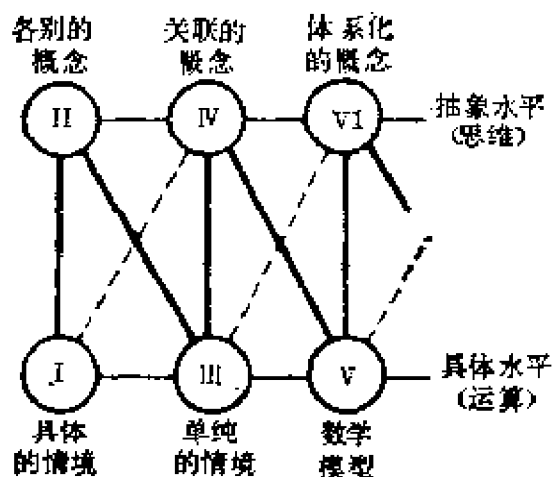 各别的 关联的 体系化
概念 概念 的概念
II IV VI 抽象水平
(思维)
I III V 具体水平
(运算)
具体 单纯 数学
的情境 的情境 模型